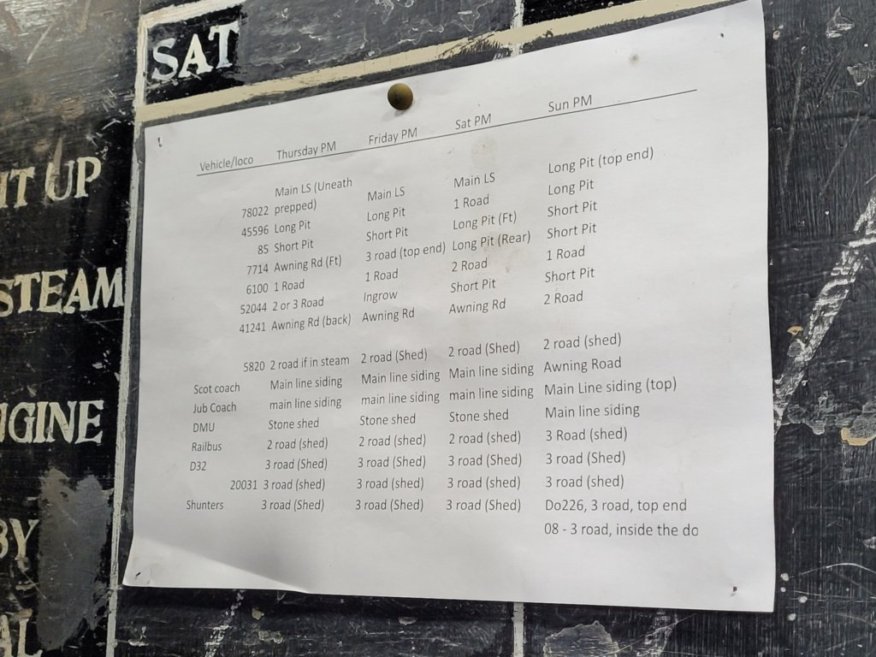 SAT
IT UP
STEAM
GINE
BY
AL
Vehicle/loco Thursday PM Friday PM Sat PM Sun PM
Main LS (Uneath
78022 prepped) Main LS Main LS Long Pit (top end)
45596 Long Pit Long Pit 1 Road Long Pit
85 Short Pit Short Pit Long Pit (Ft) Short Pit
7714 Awning Rd (Ft) 3 road (top end) Long Pit (Rear) Short Pit
6100 1 Road 1 Road 2 Road 1 Road
52044 2 or 3 Road Ingrow Short Pit Short Pit
41241 Awning Rd (back) Awning Rd Awning Rd 2 Road
5820 2 road if in steam 2 road (Shed) 2 road (Shed) 2 road (shed)
Scot coach Main line siding Main line siding Main line siding Awning Road
Jub Coach main line siding main line siding main line siding Main Line siding (top)
DMU Stone shed Stone shed Stone shed Main line siding
Railbus 2 road (shed) 2 road (shed) 2 road (shed) 3 Road (shed)
D32 3 road (Shed) 3 road (Shed) 3 road (Shed) 3 road (shed)
20031 3 road (Shed) 3 road (Shed) 3 road (Shed) 3 road (shed)
Shunters 3 road (Shed) 3 road (Shed) 3 road (Shed) Do226, 3 road, top end
08 - 3 road, inside the do